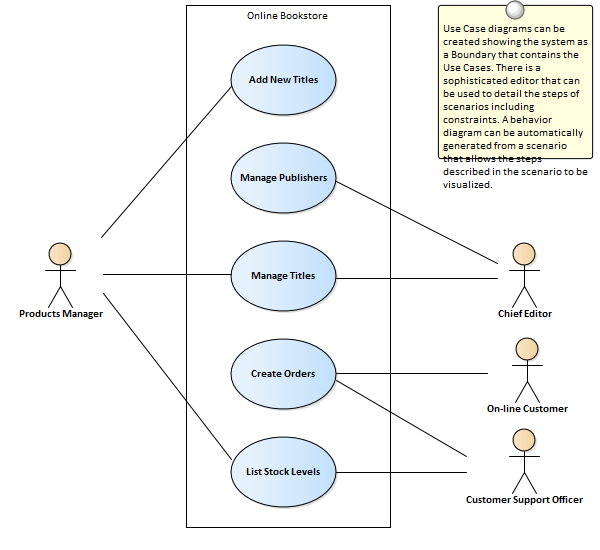 Online Bookstore
Use Case diagrams can be
created showing the system as
a Boundary that contains the
Use Cases. There is a
sophisticated editor that can
be used to detail the steps of
scenarios including
constraints. A behavior
diagram can be automatically
generated from a scenario
that allows the steps
described in the scenario to be
visualized.
Add New Titles
Manage Publishers
Manage Titles
Products Manager
Chief Editor
Create Orders
On-line Customer
List Stock Levels
Customer Support Officer